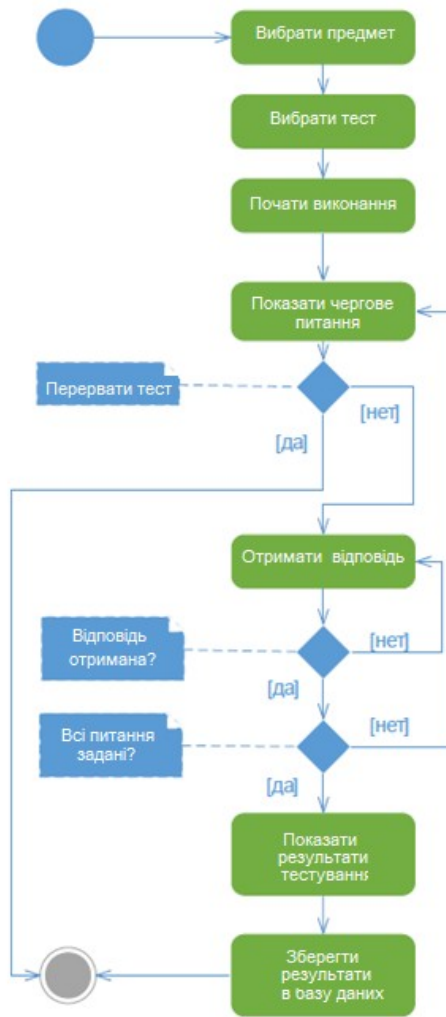 Вибрати предмет
Вибрати тест
Почати виконання
Показати чергове
питання
Перервати тест
[нет]
[да]
Отримати відповідь
Відповідь
отримана?
[нет]
[да]
Всі питання
задані?
[нет]
[да]
Показати
результати
тестування
Зберегти
результати
в базу даних